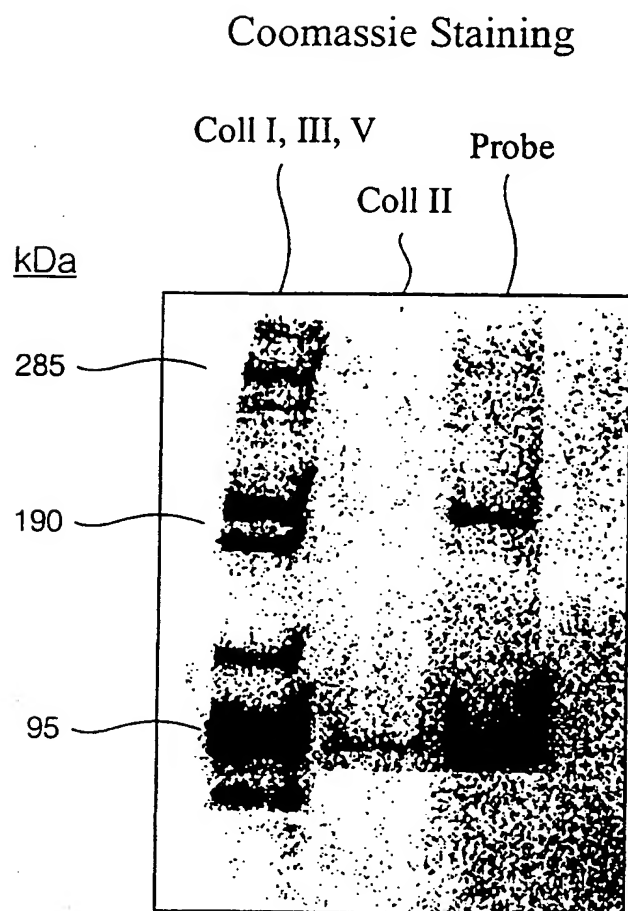 Coomassie Staining
Coll I, III, V
Probe
Coll II
kDa
285
190
95